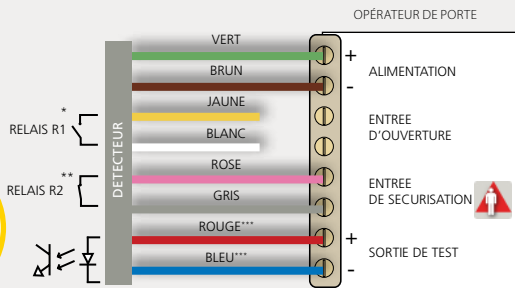 OPÉRATEUR DE PORTE
VERT
+
ALIMENTATION
BRUN
-
JAUNE
*
RELAIS R1
ENTREE
D'OUVERTURE
BLANC
DETECTEUR
ROSE
**
RELAIS R2
ENTREE
DE SECURISATION
GRIS
ROUGE***
+
SORTIE DE TEST
BLEU***
-